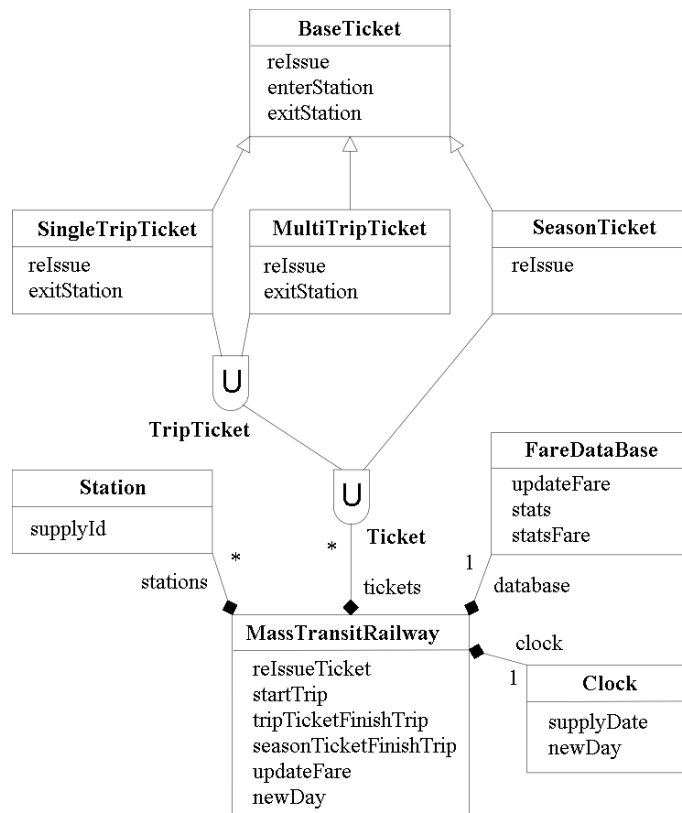 BaseTicket
reIssue
enterStation
exitStation
SingleTripTicket
reIssue
exitStation
MultiTripTicket
reIssue
exitStation
SeasonTicket
reIssue
U
TripTicket
U
Ticket
Station
supplyId
FareDataBase
updateFare
stats
statsFare
*
stations
*
tickets
1
database
MassTransitRailway
reIssueTicket
startTrip
tripTicketFinishTrip
seasonTicketFinishTrip
updateFare
newDay
clock
1
Clock
supplyDate
newDay